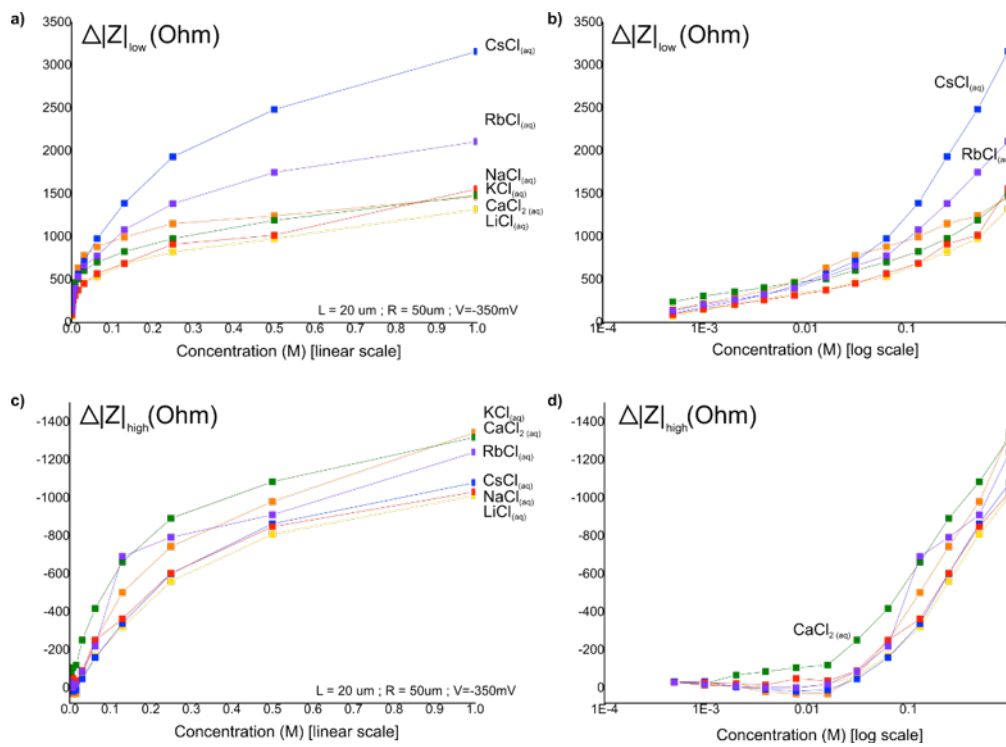 a)
Δ|Z|low (Ohm)
3500
3000
2500
2000
1500
1000
500
0
CsCl(aq)
RbCl(aq)
NaCl(aq)
KCl(aq)
CaCl2 (aq)
LiCl(aq)
L = 20 um ; R = 50um ; V=-350mV
0.0 0.1 0.2 0.3 0.4 0.5 0.6 0.7 0.8 0.9 1.0
Concentration (M) [linear scale]
b)
Δ|Z|low (Ohm)
3500
3000
2500
2000
1500
1000
500
0
CsCl(aq)
RbCl(a
1E-4 1E-3 0.01 0.1
Concentration (M) [log scale]
c)
Δ|Z|high (Ohm)
-1400
-1200
-1000
-800
-600
-400
-200
0
KCl(aq)
CaCl2 (aq)
RbCl(aq)
CsCl(aq)
NaCl(aq)
LiCl(aq)
L = 20 um ; R = 50um ; V=-350mV
0.0 0.1 0.2 0.3 0.4 0.5 0.6 0.7 0.8 0.9 1.0
Concentration (M) [linear scale]
d)
Δ|Z|high (Ohm)
-1400
-1200
-1000
-800
-600
-400
-200
0
CaCl2 (aq)
1E-4 1E-3 0.01 0.1
Concentration (M) [log scale]